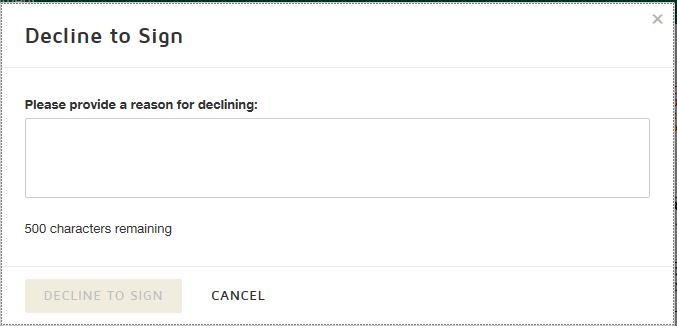 Decline to Sign
Please provide a reason for declining:
500 characters remaining
DECLINE TO SIGN
CANCEL